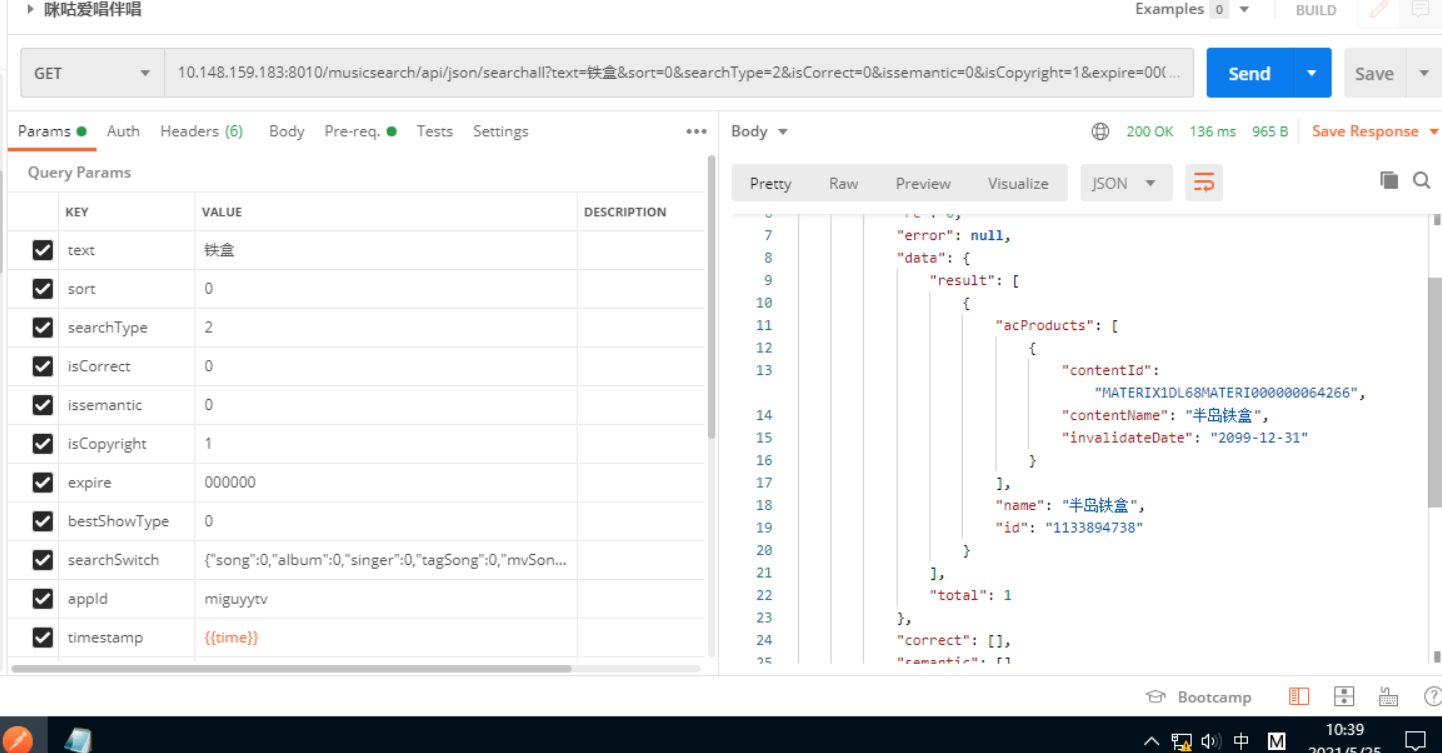 咪咕爱唱伴唱
Examples 0
BUILD
GET
10.148.159.183:8010/musicsearch/api/json/searchall?text=铁盒&sort=0&searchType=2&isCorrect=0&issemantic=0&isCopyright=1&expire=000...
Send
Save
Params
Auth
Headers (6)
Body
Pre-req.
Tests
Settings
Query Params
KEY VALUE DESCRIPTION
text 铁盒
sort 0
searchType 2
isCorrect 0
issemantic 0
isCopyright 1
expire 000000
bestShowType 0
searchSwitch {"song":0,"album":0,"singer":0,"tagSong":0,"mvSon...
appId miguyytv
timestamp {{time}}
Body
200 OK 136 ms 965 B Save Response
Pretty Raw Preview Visualize JSON
7 "error": null,
8 "data": {
9 "result": [
10 {
11 "acProducts": [
12 {
13 "contentId":
"MATERIX1DL68MATERI000000064266",
14 "contentName": "半岛铁盒",
15 "invalidateDate": "2099-12-31"
16 }
17 ],
18 "name": "半岛铁盒",
19 "id": "1133894738"
20 }
21 ],
22 "total": 1
23 },
24 "correct": [],
25 "semantic": []
Bootcamp
中 M 10:39
2021/5/25